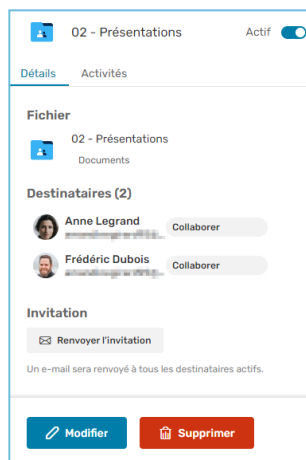 02 - Présentations Actif
Détails Activités
Fichier
02 - Présentations
Documents
Destinataires (2)
Anne Legrand
Collaborer
Frédéric Dubois
Collaborer
Invitation
Renvoyer l'invitation
Un e-mail sera renvoyé à tous les destinataires actifs.
Modifier Supprimer